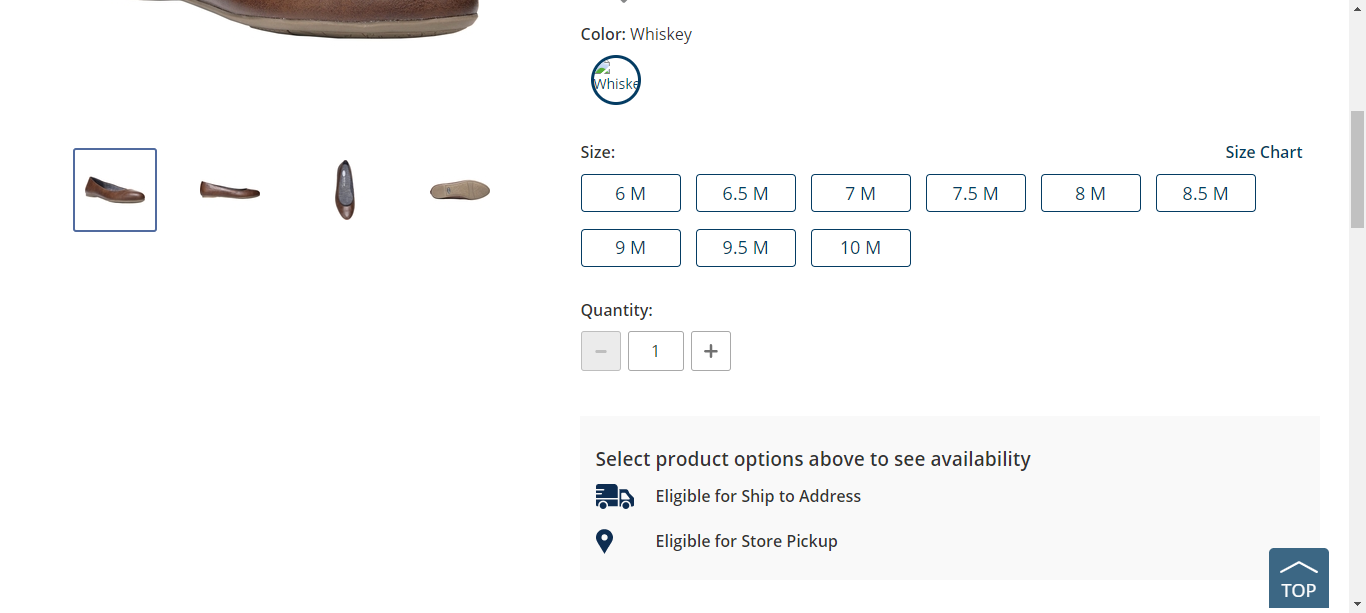 Color: Whiskey
Whiske
Size:
Size Chart
6 M
6.5 M
7 M
7.5 M
8 M
8.5 M
9 M
9.5 M
10 M
Quantity:
1
Select product options above to see availability
Eligible for Ship to Address
Eligible for Store Pickup
TOP